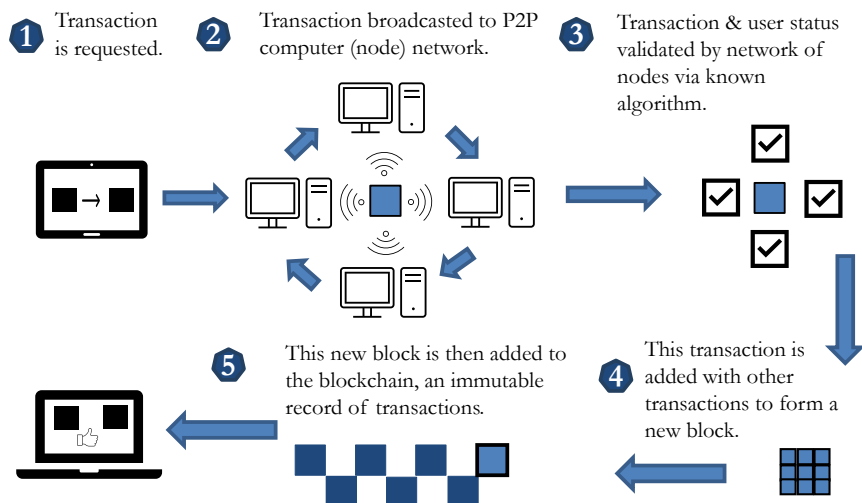 1
Transaction
is requested.
2
Transaction broadcasted to P2P
computer (node) network.
3
Transaction & user status
validated by network of
nodes via known
algorithm.
4
This transaction is
added with other
transactions to form a
new block.
5
This new block is then added to
the blockchain, an immutable
record of transactions.